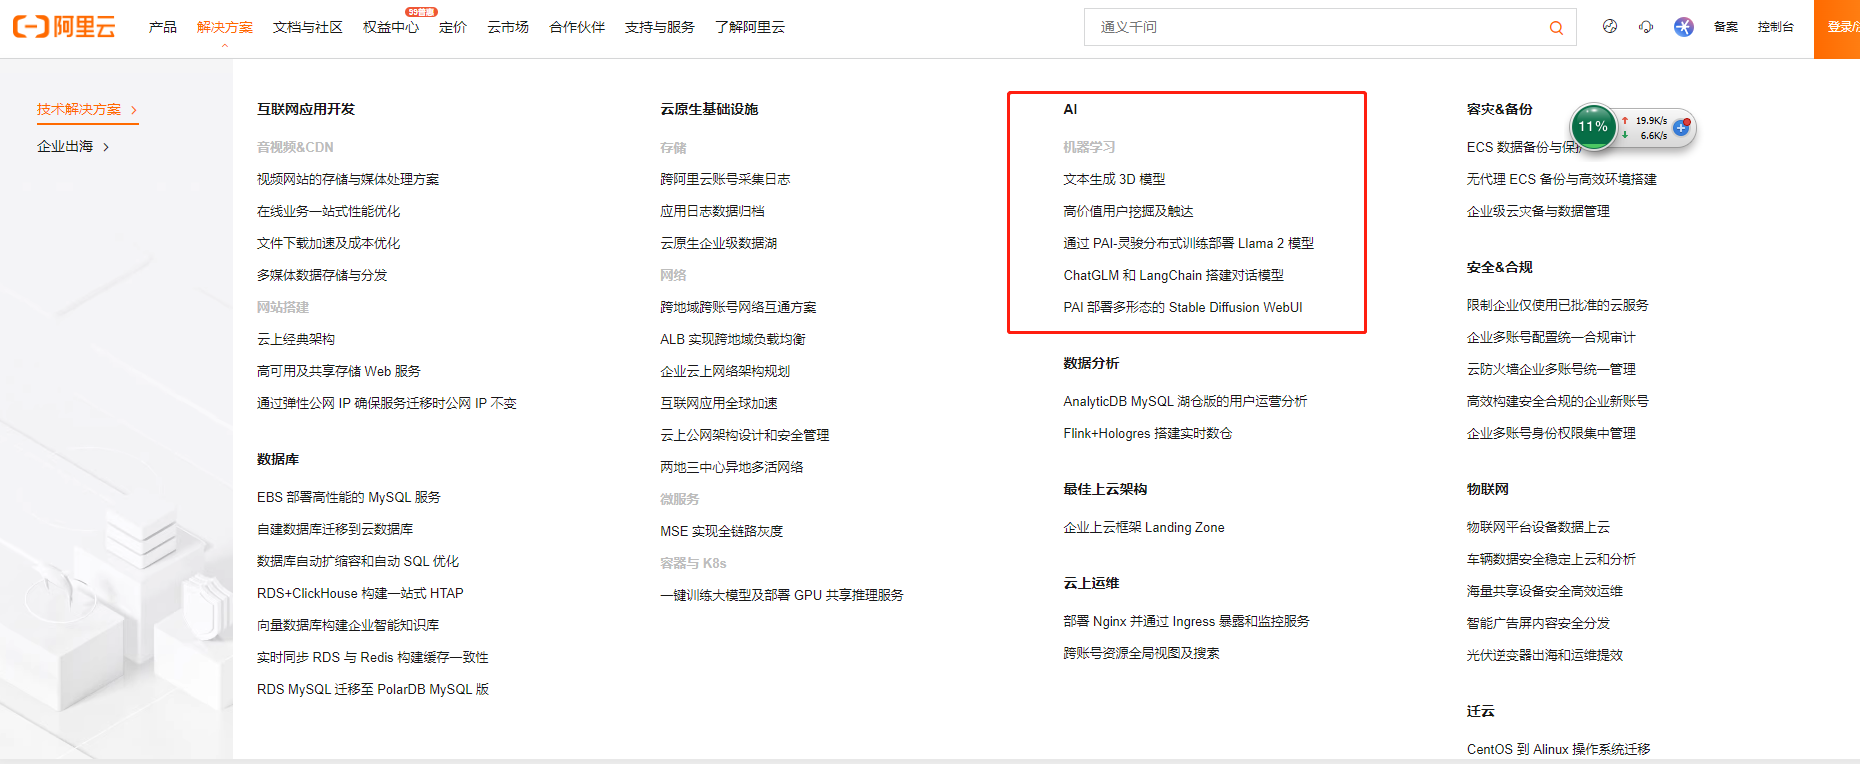 阿里云
产品
解决方案
文档与社区
权益中心
99普惠
定价
云市场
合作伙伴
支持与服务
了解阿里云
通义千问
备案
控制台
登录/
技术解决方案
企业出海
互联网应用开发
音视频&CDN
视频网站的存储与媒体处理方案
在线业务一站式性能优化
文件下载加速及成本优化
多媒体数据存储与分发
网站搭建
云上经典架构
高可用及共享存储 Web 服务
通过弹性公网 IP 确保服务迁移时公网 IP 不变
数据库
EBS 部署高性能的 MySQL 服务
自建数据库迁移到云数据库
数据库自动扩缩容和自动 SQL 优化
RDS+ClickHouse 构建一站式 HTAP
向量数据库构建企业智能知识库
实时同步 RDS 与 Redis 构建缓存一致性
RDS MySQL 迁移至 PolarDB MySQL 版
云原生基础设施
存储
跨阿里云账号采集日志
应用日志数据归档
云原生企业级数据湖
网络
跨地域跨账号网络互通方案
ALB 实现跨地域负载均衡
企业云上网络架构规划
互联网应用全球加速
云上公网架构设计和安全管理
两地三中心异地多活网络
微服务
MSE 实现全链路灰度
容器与 K8s
一键训练大模型及部署 GPU 共享推理服务
AI
机器学习
文本生成 3D 模型
高价值用户挖掘及触达
通过 PAI-灵骏分布式训练部署 Llama 2 模型
ChatGLM 和 LangChain 搭建对话模型
PAI 部署多形态的 Stable Diffusion WebUI
数据分析
AnalyticDB MySQL 湖仓版的用户运营分析
Flink+Hologres 搭建实时数仓
最佳上云架构
企业上云框架 Landing Zone
云上运维
部署 Nginx 并通过 Ingress 暴露和监控服务
跨账号资源全局视图及搜索
容灾&备份
11%
19.9K/s
6.6K/s
ECS 数据备份与保护
无代理 ECS 备份与高效环境搭建
企业级云灾备与数据管理
安全&合规
限制企业仅使用已批准的云服务
企业多账号配置统一合规审计
云防火墙企业多账号统一管理
高效构建安全合规的企业新账号
企业多账号身份权限集中管理
物联网
物联网平台设备数据上云
车辆数据安全稳定上云和分析
海量共享设备安全高效运维
智能广告屏内容安全分发
光伏逆变器出海和运维提效
迁云
CentOS 到 Alinux 操作系统迁移